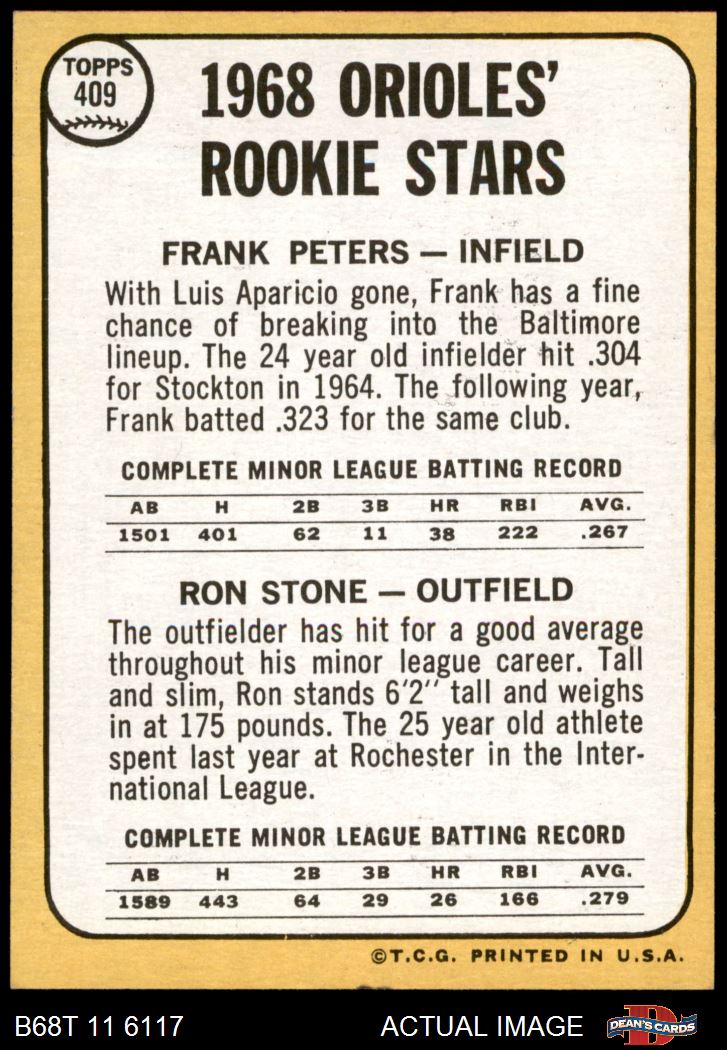 TOPPS
409
1968 ORIOLES'
ROOKIE STARS
FRANK PETERS — INFIELD
With Luis Aparicio gone, Frank has a fine
chance of breaking into the Baltimore
lineup. The 24 year old infielder hit .304
for Stockton in 1964. The following year,
Frank batted .323 for the same club.
COMPLETE MINOR LEAGUE BATTING RECORD
AB H 2B 3B HR RBI AVG.
1501 401 62 11 38 222 .267
RON STONE — OUTFIELD
The outfielder has hit for a good average
throughout his minor league career. Tall
and slim, Ron stands 6'2" tall and weighs
in at 175 pounds. The 25 year old athlete
spent last year at Rochester in the Inter-
national League.
COMPLETE MINOR LEAGUE BATTING RECORD
AB H 2B 3B HR RBI AVG.
1589 443 64 29 26 166 .279
©T.C.G. PRINTED IN U.S.A.
B68T 11 6117 ACTUAL IMAGE D DEAN'S CARDS